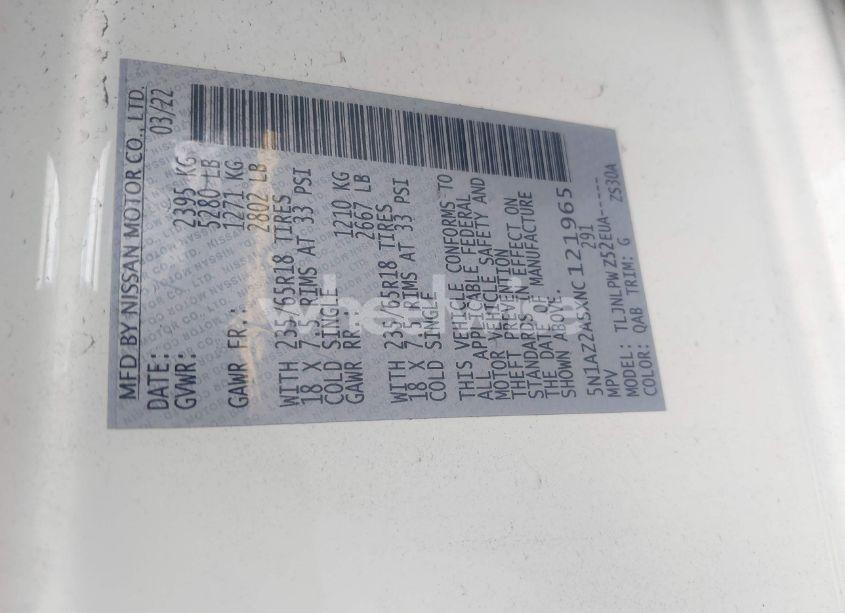 MFD BY NISSAN MOTOR CO., LTD.
DATE: 03/22
GVWR: 2395 KG
5280 LB
GAWR FR.: 1271 KG
2802 LB
WITH 235/65R18 TIRES
18 X 7.5 RIMS AT 33 PSI
COLD SINGLE
GAWR RR. 1210 KG
2667 LB
WITH 235/65R18 TIRES
18 X 7.5 RIMS AT 33 PSI
COLD SINGLE
THIS VEHICLE CONFORMS TO
ALL APPLICABLE FEDERAL
MOTOR VEHICLE SAFETY AND
THEFT PREVENTION
STANDARDS IN EFFECT ON
THE DATE OF MANUFACTURE
SHOWN ABOVE.
5N1AZ2ASXNC121965
MPV 291
MODEL: TLJNLPWZ52EUA-----
COLOR: QAB TRIM: G ZS30A